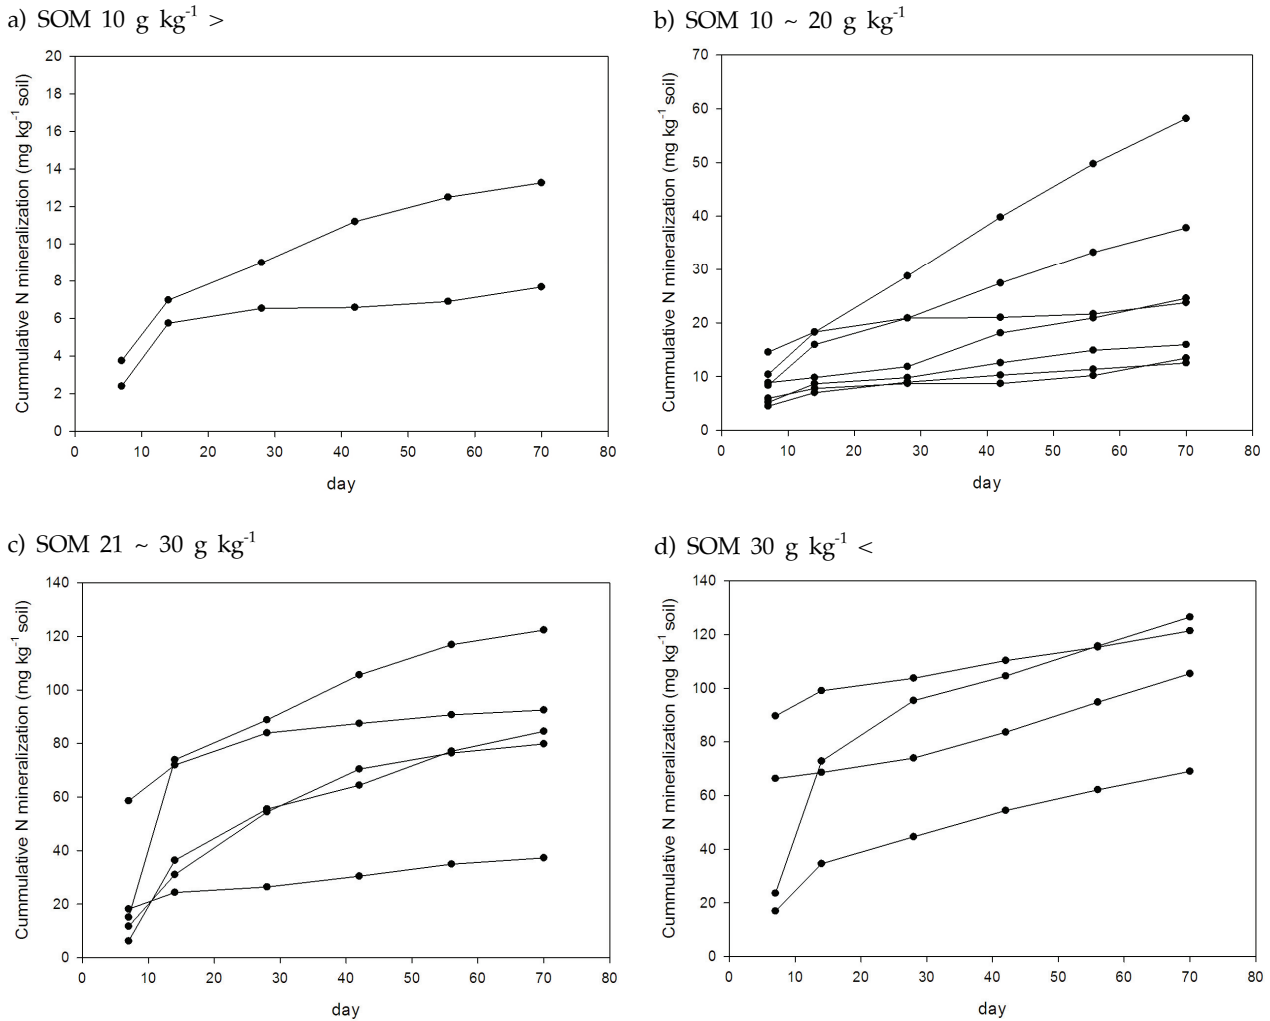 a) SOM 10 g kg⁻¹ >
Cummulative N mineralization (mg kg⁻¹ soil)
20
18
16
14
12
10
8
6
4
2
0
0 10 20 30 40 50 60 70 80
day
b) SOM 10 ~ 20 g kg⁻¹
Cummulative N mineralization (mg kg⁻¹ soil)
70
60
50
40
30
20
10
0
0 10 20 30 40 50 60 70 80
day
c) SOM 21 ~ 30 g kg⁻¹
Cummulative N mineralization (mg kg⁻¹ soil)
140
120
100
80
60
40
20
0
0 10 20 30 40 50 60 70 80
day
d) SOM 30 g kg⁻¹ <
Cummulative N mineralization (mg kg⁻¹ soil)
140
120
100
80
60
40
20
0
0 10 20 30 40 50 60 70 80
day